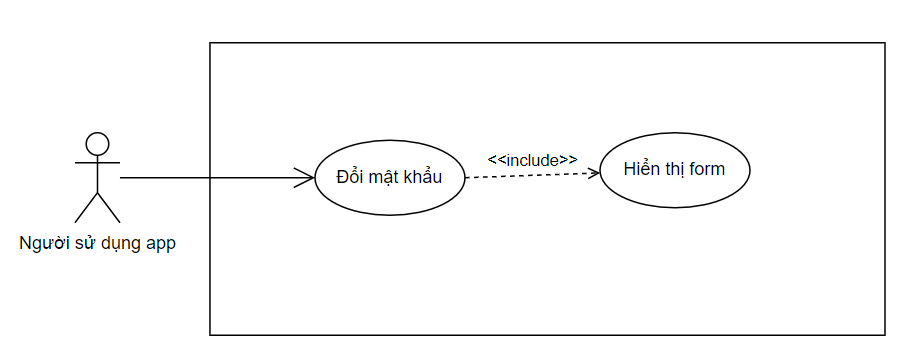 <<include>>
Đổi mật khẩu
Hiển thị form
Người sử dụng app